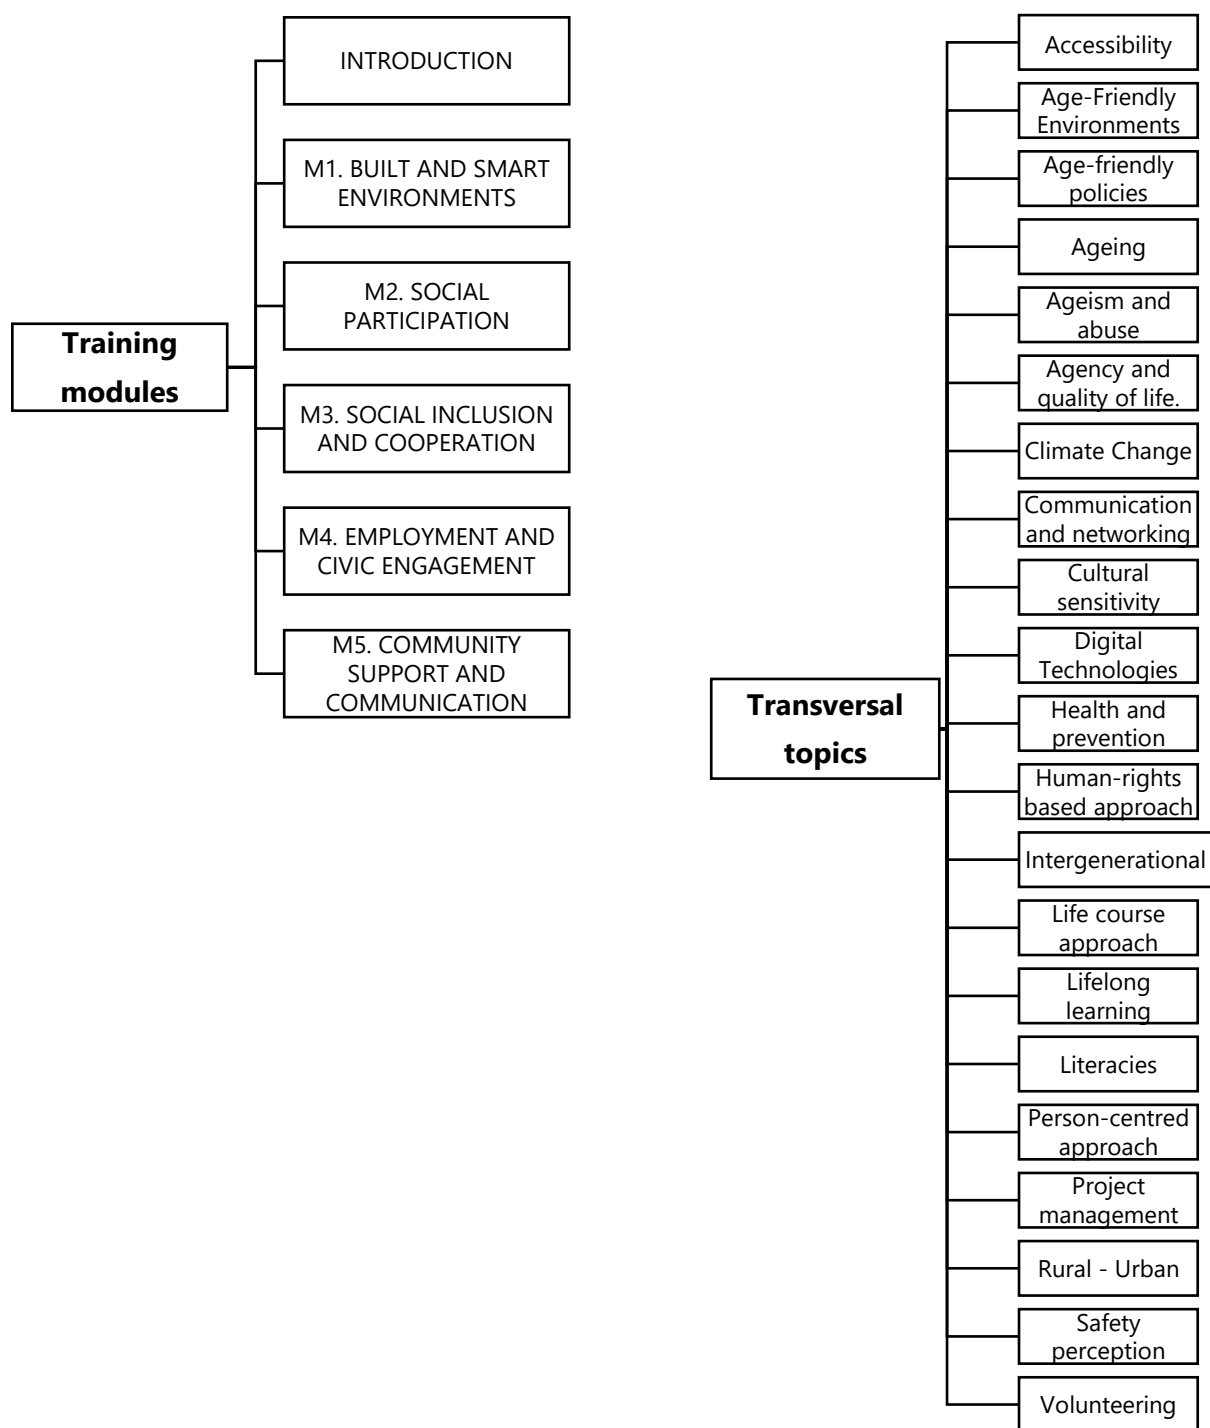 Training
modules
INTRODUCTION
M1. BUILT AND SMART
ENVIRONMENTS
M2. SOCIAL
PARTICIPATION
M3. SOCIAL INCLUSION
AND COOPERATION
M4. EMPLOYMENT AND
CIVIC ENGAGEMENT
M5. COMMUNITY
SUPPORT AND
COMMUNICATION
Transversal
topics
Accessibility
Age-Friendly
Environments
Age-friendly
policies
Ageing
Ageism and
abuse
Agency and
quality of life.
Climate Change
Communication
and networking
Cultural
sensitivity
Digital
Technologies
Health and
prevention
Human-rights
based approach
Intergenerational
Life course
approach
Lifelong
learning
Literacies
Person-centred
approach
Project
management
Rural - Urban
Safety
perception
Volunteering